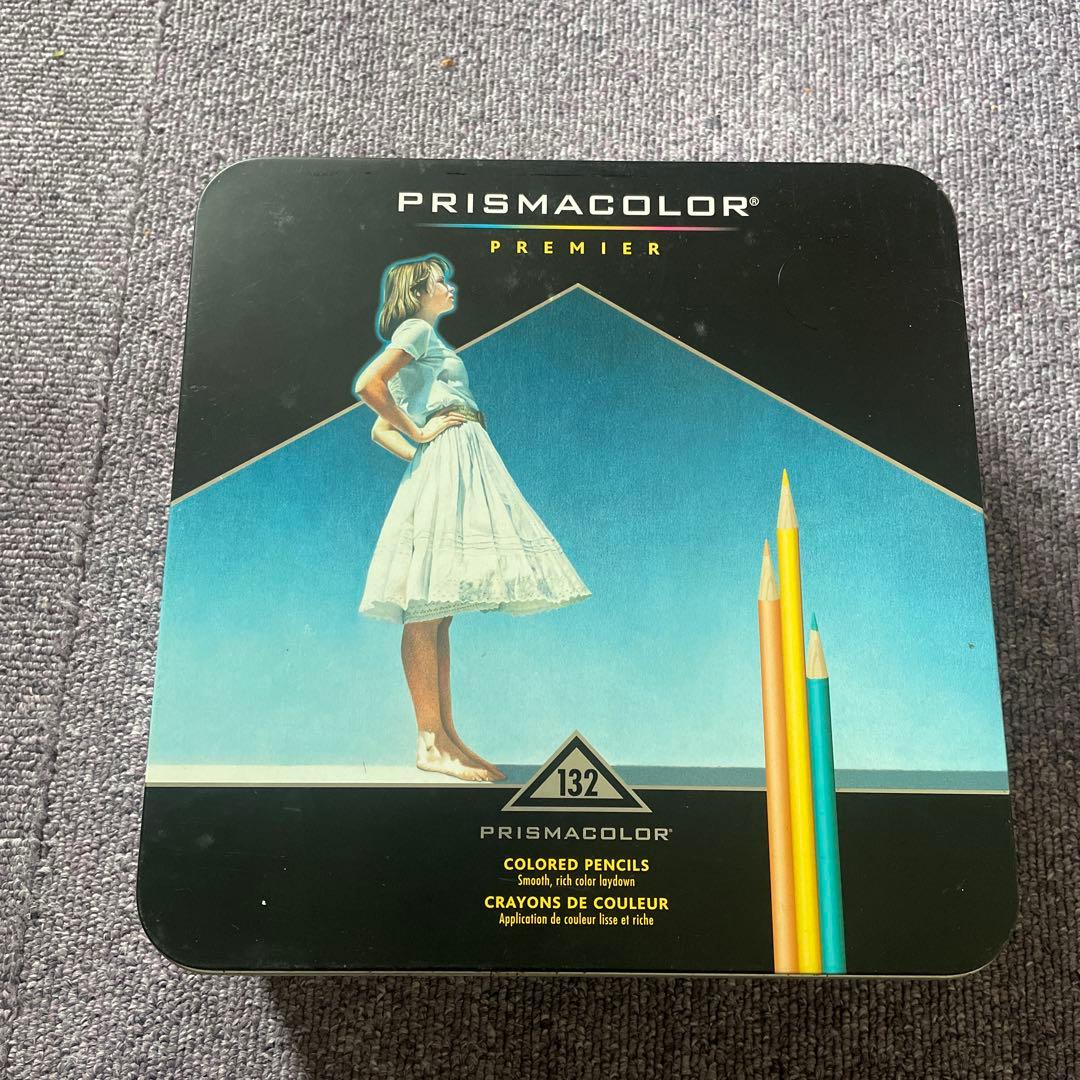 PRISMACOLOR®
PREMIER
132
PRISMACOLOR®
COLORED PENCILS
Smooth, rich color laydown
CRAYONS DE COULEUR
Application de couleur lisse et riche